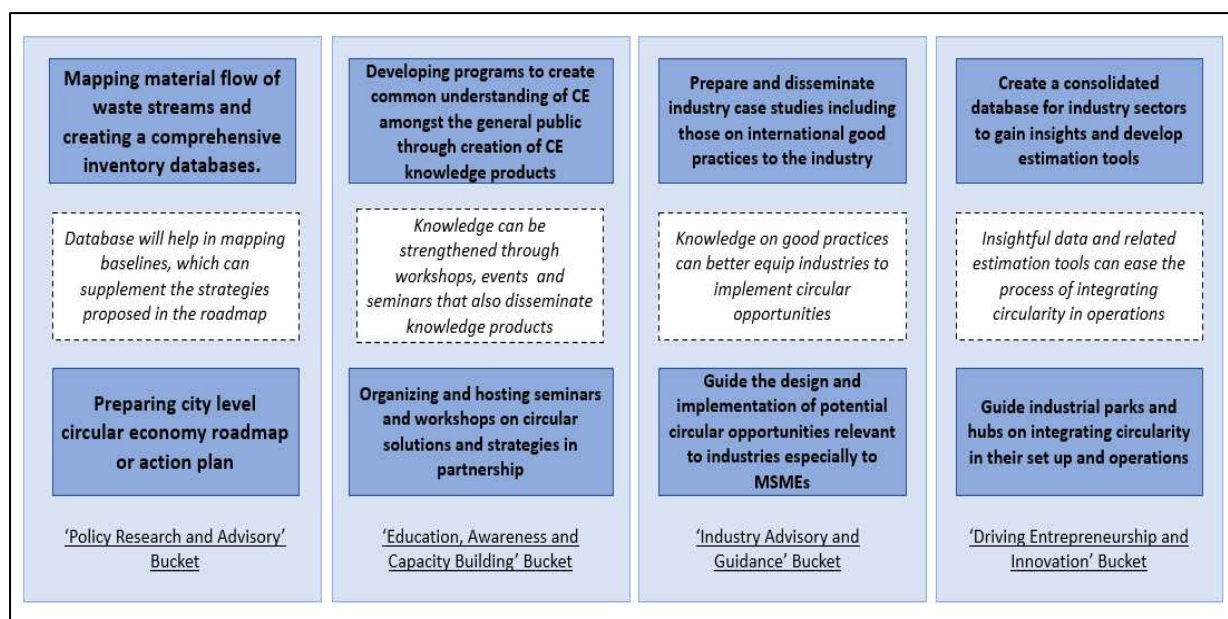 Mapping material flow of
waste streams and
creating a comprehensive
inventory databases.
Database will help in mapping
baselines, which can
supplement the strategies
proposed in the roadmap
Preparing city level
circular economy roadmap
or action plan
‘Policy Research and Advisory’
Bucket
Developing programs to create
common understanding of CE
amongst the general public
through creation of CE
knowledge products
Knowledge can be
strengthened through
workshops, events and
seminars that also disseminate
knowledge products
Organizing and hosting seminars
and workshops on circular
solutions and strategies in
partnership
‘Education, Awareness and
Capacity Building’ Bucket
Prepare and disseminate
industry case studies including
those on international good
practices to the industry
Knowledge on good practices
can better equip industries to
implement circular
opportunities
Guide the design and
implementation of potential
circular opportunities relevant
to industries especially to
MSMEs
‘Industry Advisory and
Guidance’ Bucket
Create a consolidated
database for industry sectors
to gain insights and develop
estimation tools
Insightful data and related
estimation tools can ease the
process of integrating
circularity in operations
Guide industrial parks and
hubs on integrating circularity
in their set up and operations
‘Driving Entrepreneurship and
Innovation’ Bucket